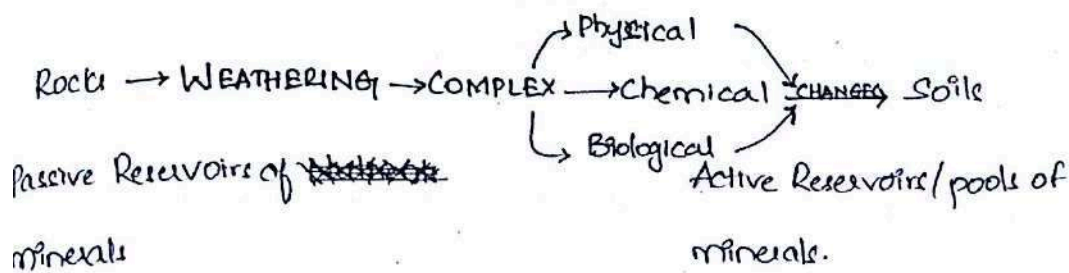 Physical
Rocks → WEATHERING → COMPLEX → Chemical CHANGES → Soils
Biological
Passive Reservoirs of
Active Reservoirs/pools of
minerals
minerals.